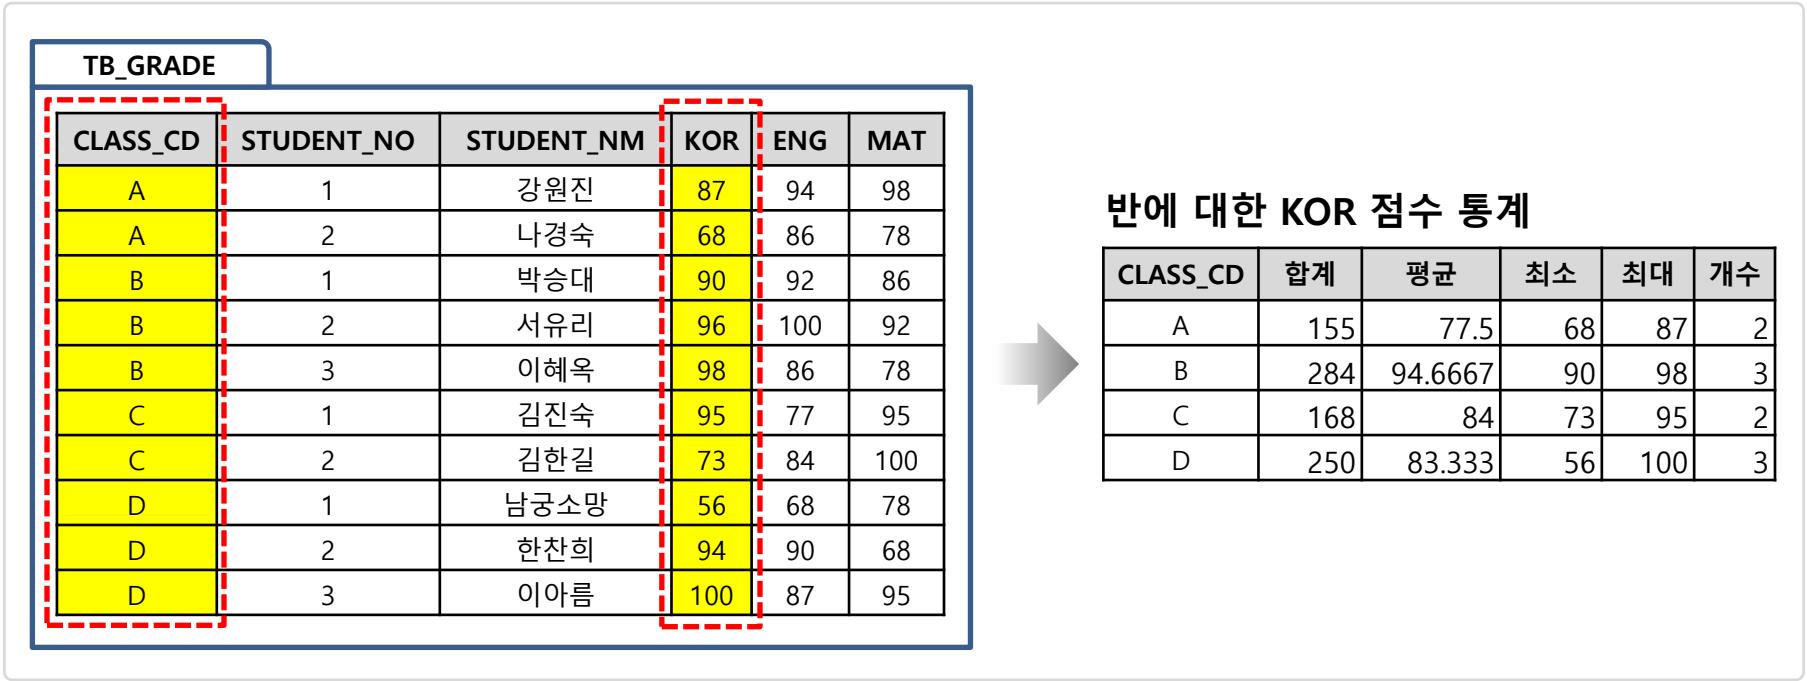 TB_GRADE
CLASS_CD STUDENT_NO STUDENT_NM KOR ENG MAT
A 1 강원진 87 94 98
A 2 나경숙 68 86 78
B 1 박승대 90 92 86
B 2 서유리 96 100 92
B 3 이혜옥 98 86 78
C 1 김진숙 95 77 95
C 2 김한길 73 84 100
D 1 남궁소망 56 68 78
D 2 한찬희 94 90 68
D 3 이아름 100 87 95
반에 대한 KOR 점수 통계
CLASS_CD 합계 평균 최소 최대 개수
A 155 77.5 68 87 2
B 284 94.6667 90 98 3
C 168 84 73 95 2
D 250 83.333 56 100 3